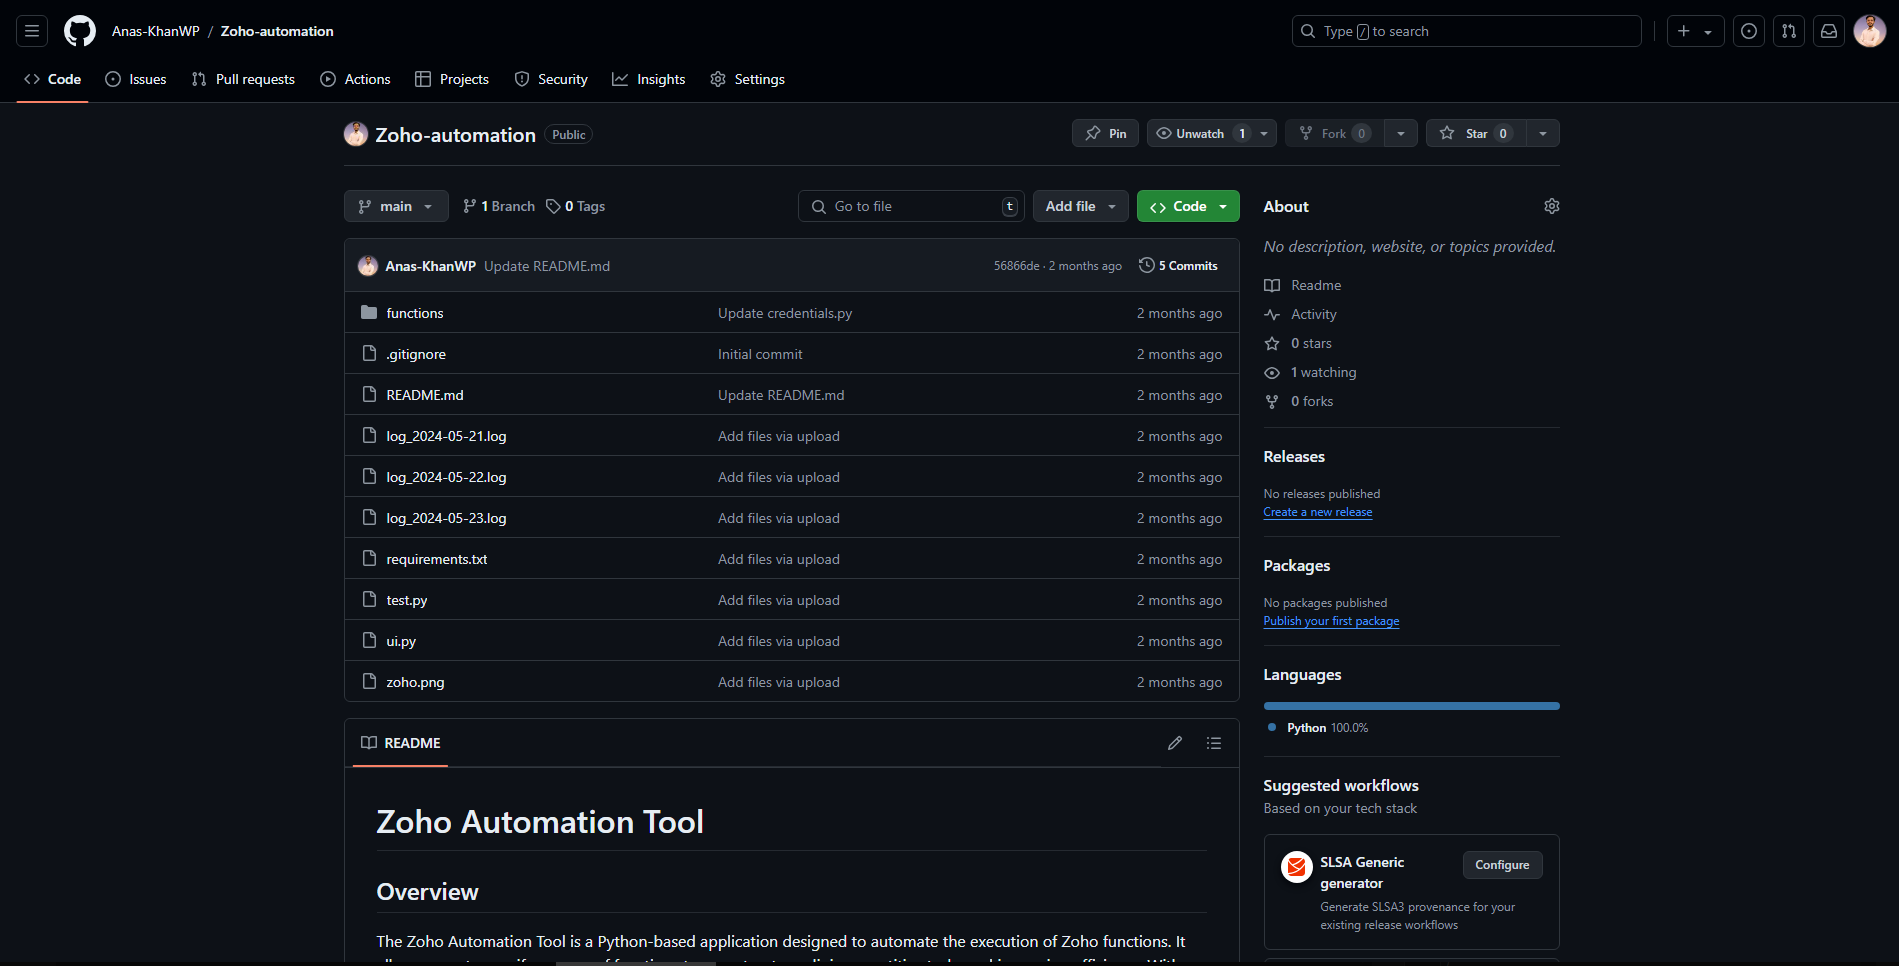 Anas-KhanWP / Zoho-automation
Type / to search
Code Issues Pull requests Actions Projects Security Insights Settings
Zoho-automation Public
Pin Unwatch 1 Fork 0 Star 0
main 1 Branch 0 Tags
Go to file t Add file Code
Anas-KhanWP Update README.md 56866de · 2 months ago 5 Commits
functions Update credentials.py 2 months ago
.gitignore Initial commit 2 months ago
README.md Update README.md 2 months ago
log_2024-05-21.log Add files via upload 2 months ago
log_2024-05-22.log Add files via upload 2 months ago
log_2024-05-23.log Add files via upload 2 months ago
requirements.txt Add files via upload 2 months ago
test.py Add files via upload 2 months ago
ui.py Add files via upload 2 months ago
zoho.png Add files via upload 2 months ago
README
Zoho Automation Tool
Overview
The Zoho Automation Tool is a Python-based application designed to automate the execution of Zoho functions. It
About
No description, website, or topics provided.
Readme
Activity
0 stars
1 watching
0 forks
Releases
No releases published
Create a new release
Packages
No packages published
Publish your first package
Languages
Python 100.0%
Suggested workflows
Based on your tech stack
SLSA Generic
generator
Configure
Generate SLSA3 provenance for your
existing release workflows